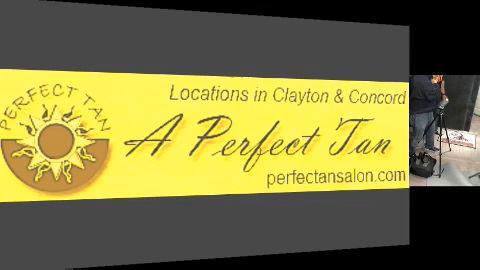 PERFECT TAN
Locations in Clayton & Concord
A Perfect Tan
perfectansalon.com